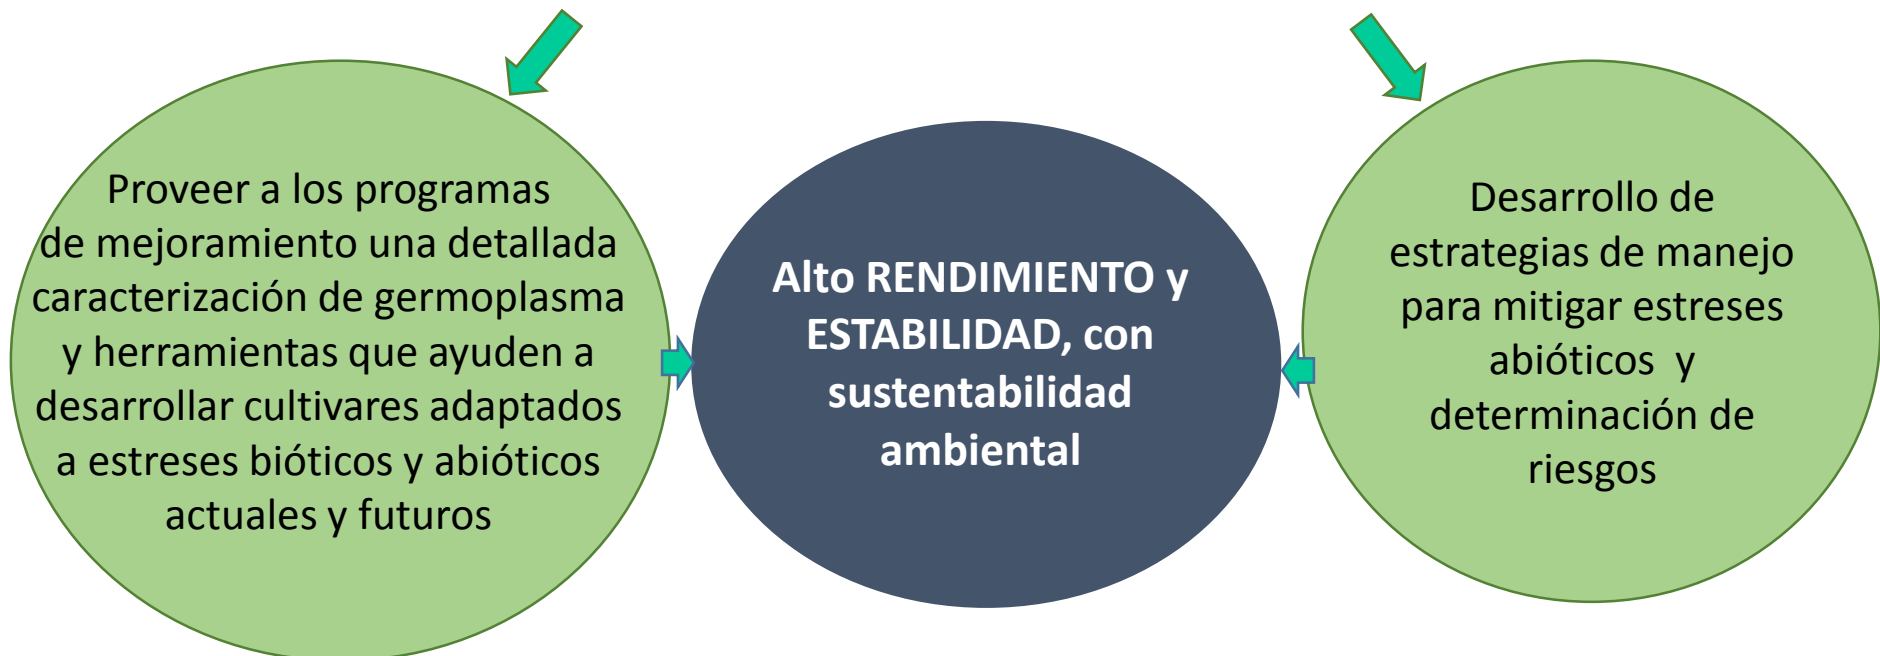 Proveer a los programas
de mejoramiento una detallada
caracterización de germoplasma
y herramientas que ayuden a
desarrollar cultivares adaptados
a estreses bióticos y abióticos
actuales y futuros
Alto RENDIMIENTO y
ESTABILIDAD, con
sustentabilidad
ambiental
Desarrollo de
estrategias de manejo
para mitigar estreses
abióticos y
determinación de
riesgos